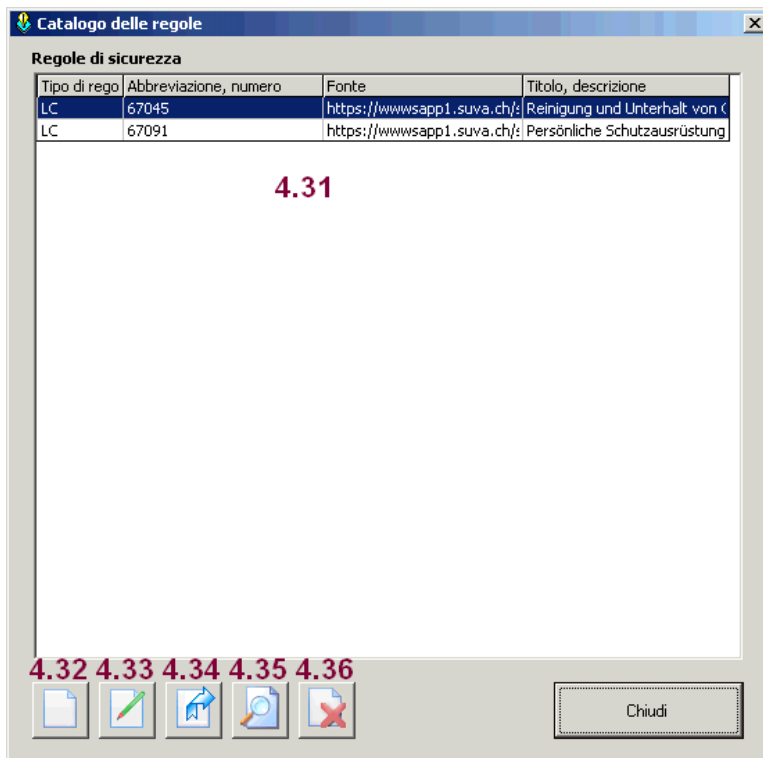 Catalogo delle regole
Regole di sicurezza
Tipo di rego Abbreviazione, numero Fonte Titolo, descrizione
LC 67045 https://wwwsapp1.suva.ch/s Reinigung und Unterhalt von
LC 67091 https://wwwsapp1.suva.ch/s Persönliche Schutzausrüstung
4.31
4.32 4.33 4.34 4.35 4.36
Chiudi